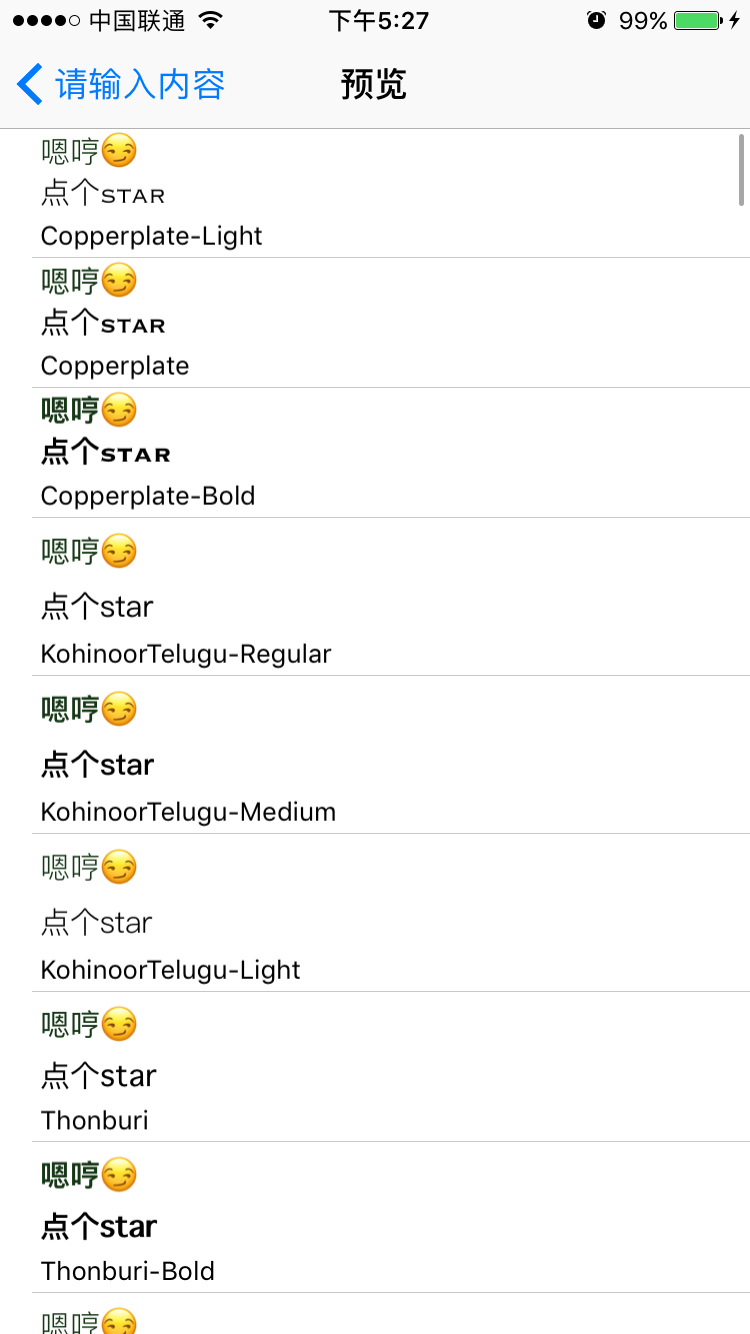 中国联通 下午5:27 99%
请输入内容 预览
嗯哼😏
点个STAR
Copperplate-Light
嗯哼😏
点个STAR
Copperplate
嗯哼😏
点个STAR
Copperplate-Bold
嗯哼😏
点个star
KohinoorTelugu-Regular
嗯哼😏
点个star
KohinoorTelugu-Medium
嗯哼😏
点个star
KohinoorTelugu-Light
嗯哼😏
点个star
Thonburi
嗯哼😏
点个star
Thonburi-Bold
嗯哼😏